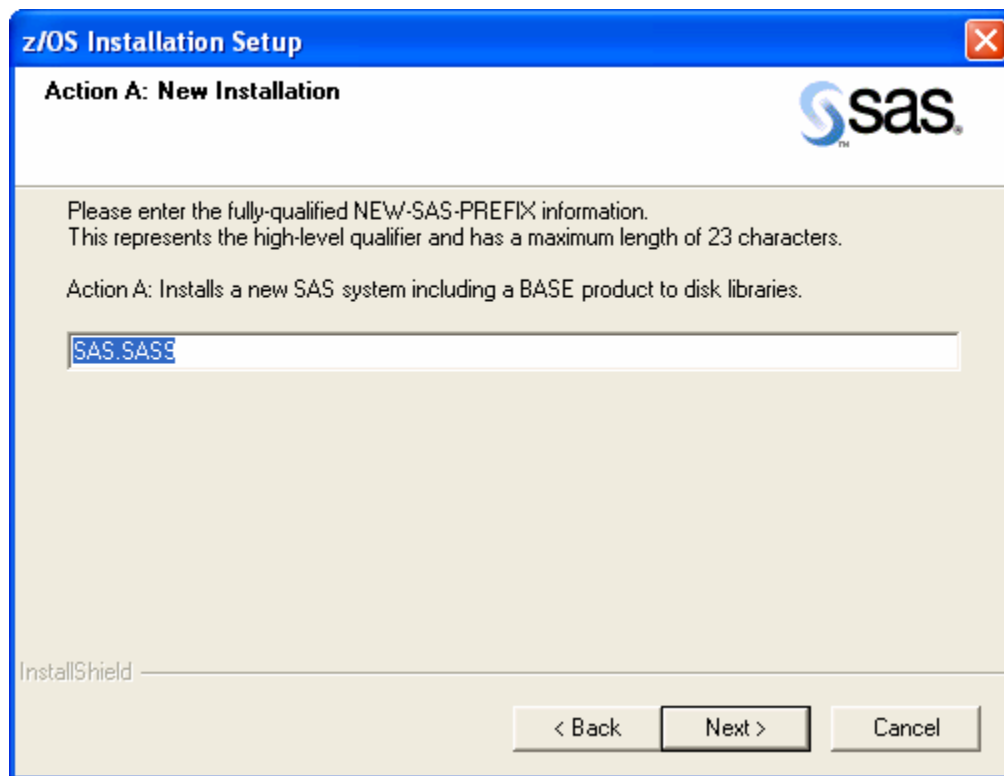 z/OS Installation Setup
Action A: New Installation
sas.
TM
Please enter the fully-qualified NEW-SAS-PREFIX information.
This represents the high-level qualifier and has a maximum length of 23 characters.
Action A: Installs a new SAS system including a BASE product to disk libraries.
SAS.SAS9
InstallShield
< Back
Next >
Cancel